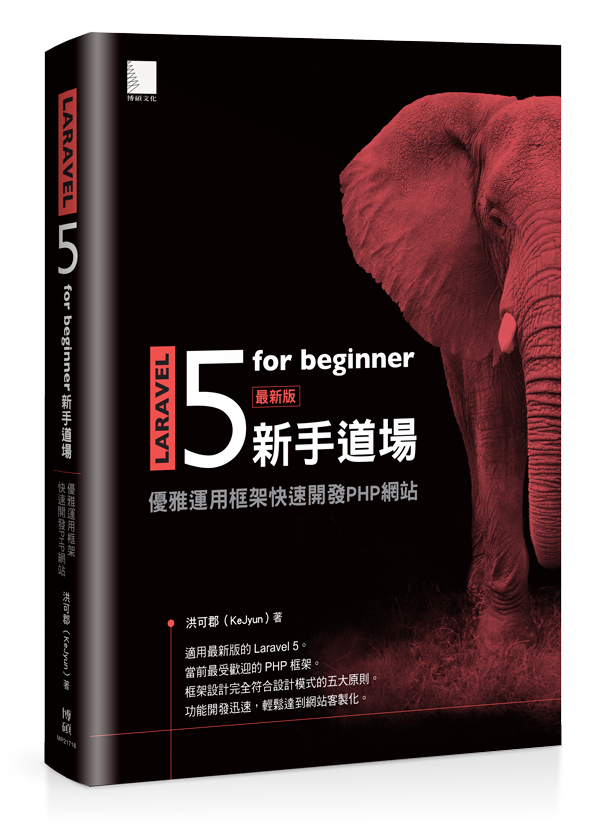 LARAVEL
5
for beginner
新手道場
優雅運用框架
快速開發PHP網站
洪可郡（KeJyun）著
博碩
MP21718
博碩文化
LARAVEL
5
for beginner
最新版
新手道場
優雅運用框架快速開發PHP網站
洪可郡（KeJyun）著
適用最新版的 Laravel 5。
當前最受歡迎的 PHP 框架。
框架設計完全符合設計模式的五大原則。
功能開發迅速，輕鬆達到網站客製化。